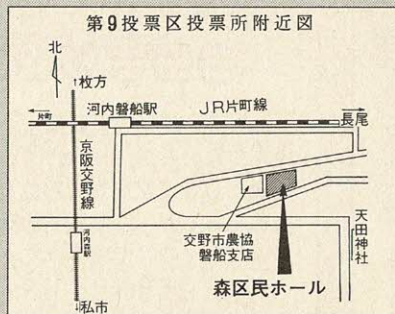 第9投票区投票所附近図
北
↑枚方
河内磐船駅
JR片町線
片町
長尾
京阪交野線
河内森駅
交野市農協
磐船支店
天田神社
森区民ホール
↓私市